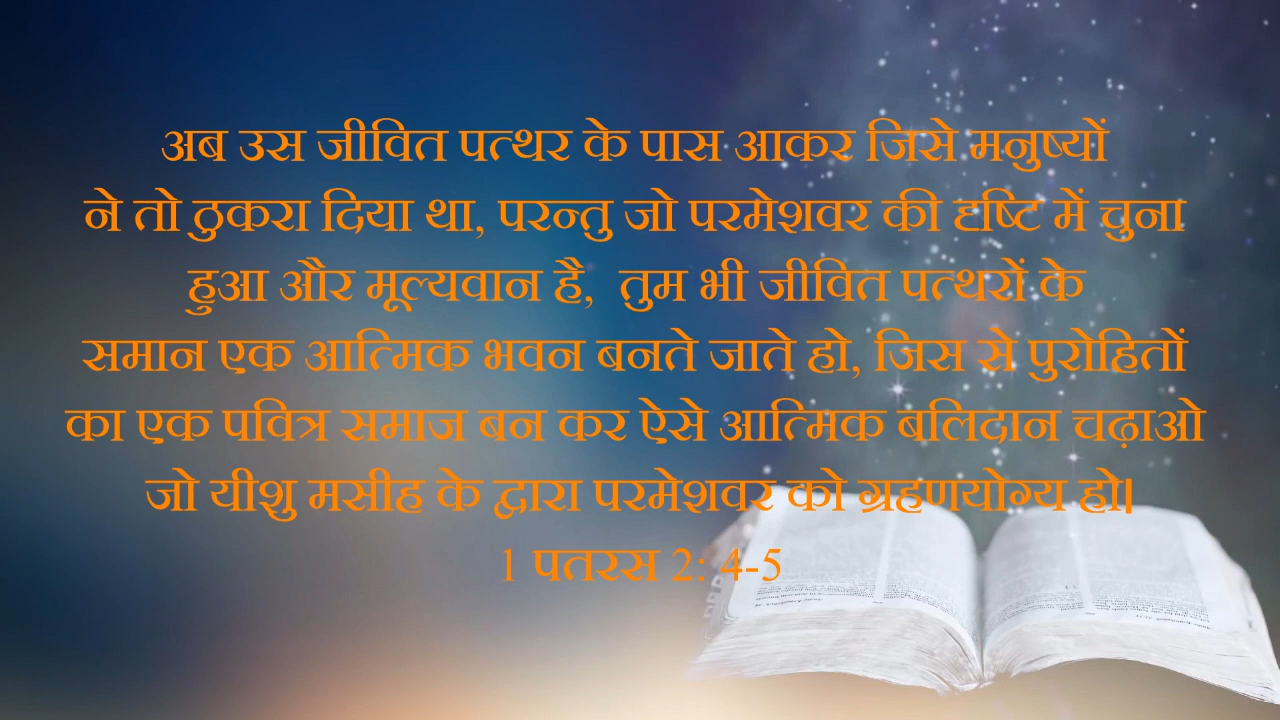 अब उस जीवित पत्थर के पास आकर जिसे मनुष्यों
ने तो ठुकरा दिया था, परन्तु जो परमेशवर की दृष्टि में चुना
हुआ और मूल्यवान है, तुम भी जीवित पत्थरों के
समान एक आत्मिक भवन बनते जाते हो, जिस से पुरोहितों
का एक पवित्र समाज बन कर ऐसे आत्मिक बलिदान चढ़ाओ
जो यीशु मसीह के द्वारा परमेशवर को ग्रहणयोग्य हो।
1 पतरस 2: 4-5